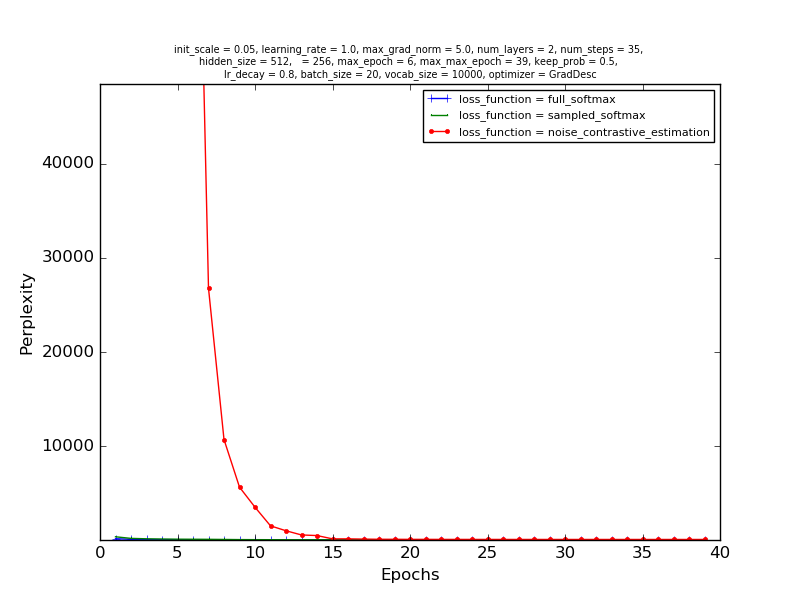 init_scale = 0.05, learning_rate = 1.0, max_grad_norm = 5.0, num_layers = 2, num_steps = 35,
hidden_size = 512,   = 256, max_epoch = 6, max_max_epoch = 39, keep_prob = 0.5,
lr_decay = 0.8, batch_size = 20, vocab_size = 10000, optimizer = GradDesc
loss_function = full_softmax
loss_function = sampled_softmax
loss_function = noise_contrastive_estimation
40000
30000
20000
10000
Perplexity
0 5 10 15 20 25 30 35 40
Epochs